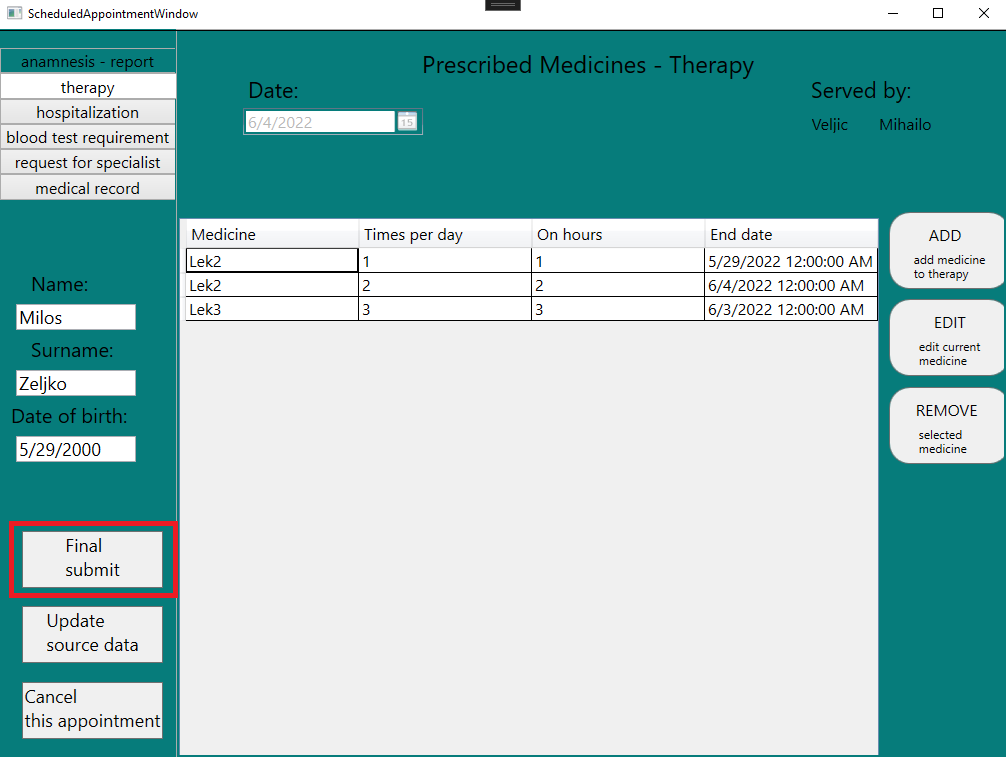 ScheduledAppointmentWindow
anamnesis - report
therapy
hospitalization
blood test requirement
request for specialist
medical record
Name:
Milos
Surname:
Zeljko
Date of birth:
5/29/2000
Final
submit
Update
source data
Cancel
this appointment
Prescribed Medicines - Therapy
Date:
6/4/2022
15
Served by:
Veljic Mihailo
Medicine Times per day On hours End date
Lek2 1 1 5/29/2022 12:00:00 AM
Lek2 2 2 6/4/2022 12:00:00 AM
Lek3 3 3 6/3/2022 12:00:00 AM
ADD
add medicine
to therapy
EDIT
edit current
medicine
REMOVE
selected
medicine